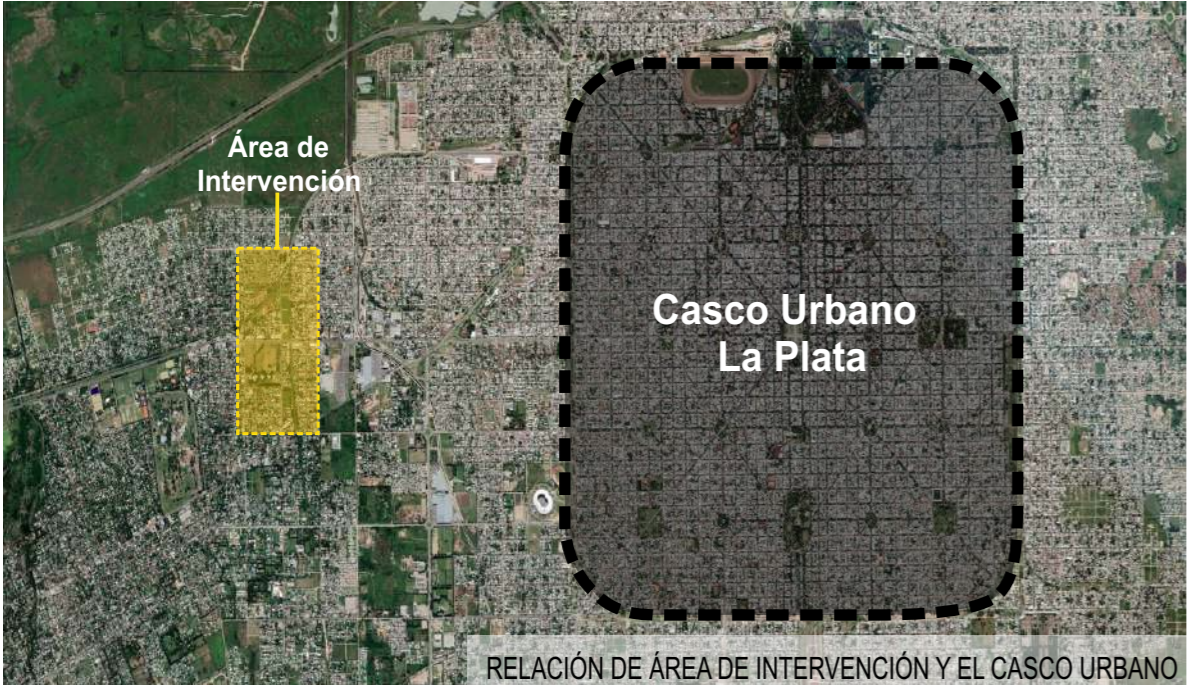 Área de
Intervención
Casco Urbano
La Plata
RELACIÓN DE ÁREA DE INTERVENCIÓN Y EL CASCO URBANO